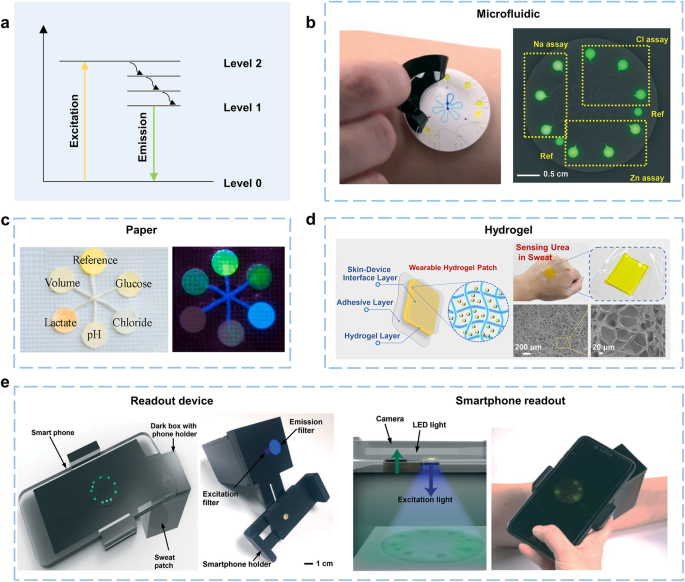 a
Level 2
Level 1
Level 0
Excitation
Emission
b
Microfluidic
Na assay
Cl assay
Ref
Ref
Zn assay
0.5 cm
c
Paper
Reference
Volume
Glucose
Lactate
Chloride
pH
d
Hydrogel
Wearable Hydrogel Patch
Skin-Device
Interface Layer
Adhesive Layer
Hydrogel Layer
Sensing Urea
in Sweat
200 μm
20 μm
e
Readout device
Smart phone
Dark box with
phone holder
Sweat
patch
Emission
filter
Excitation
filter
Smartphone holder
1 cm
Smartphone readout
Camera
LED light
Excitation light